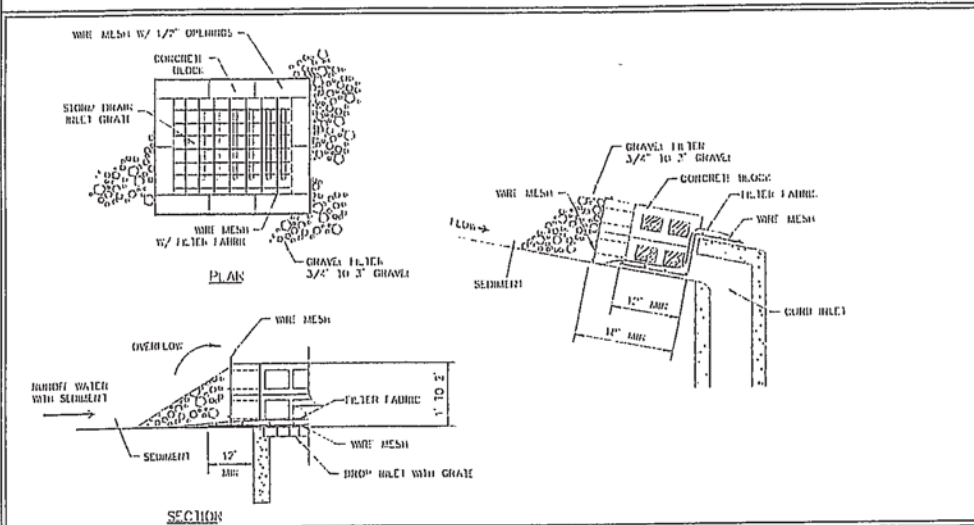 WIRE MESH W/ 1/2" OPENINGS
CONCRETE
BLOCK
STORM DRAIN
INLET GRATE
WIRE MESH
W/ FILTER FABRIC
GRAVEL FILTER
3/4" TO 3" GRAVEL
PLAN
WIRE MESH
OVERFLOW
RUNOFF WATER
WITH SEDIMENT
FILTER FABRIC
1' TO 2'
WIRE MESH
SEDIMENT
12"
MIN
DROP INLET WITH GRATE
SECTION
GRAVEL FILTER
3/4" TO 3" GRAVEL
CONCRETE BLOCK
WIRE MESH
FILTER FABRIC
WIRE MESH
FLOW
SEDIMENT
12"
MIN
MIN
CURB INLET